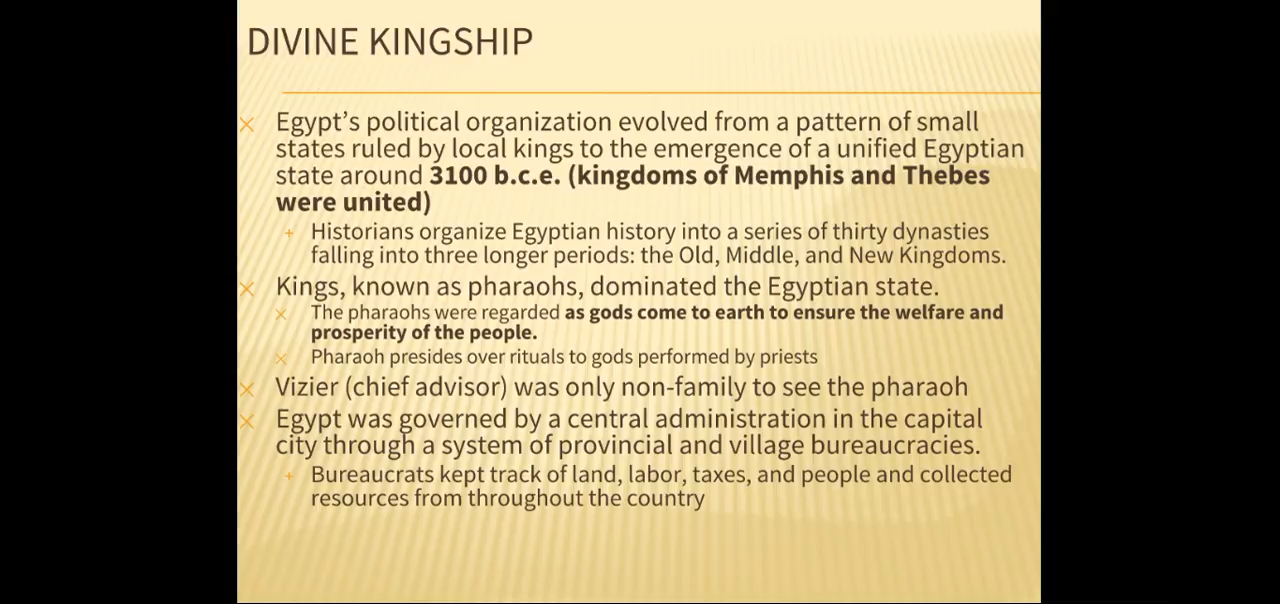 DIVINE KINGSHIP
Egypt’s political organization evolved from a pattern of small
states ruled by local kings to the emergence of a unified Egyptian
state around 3100 b.c.e. (kingdoms of Memphis and Thebes
were united)
Historians organize Egyptian history into a series of thirty dynasties
falling into three longer periods: the Old, Middle, and New Kingdoms.
Kings, known as pharaohs, dominated the Egyptian state.
The pharaohs were regarded as gods come to earth to ensure the welfare and
prosperity of the people.
Pharaoh presides over rituals to gods performed by priests
Vizier (chief advisor) was only non-family to see the pharaoh
Egypt was governed by a central administration in the capital
city through a system of provincial and village bureaucracies.
Bureaucrats kept track of land, labor, taxes, and people and collected
resources from throughout the country